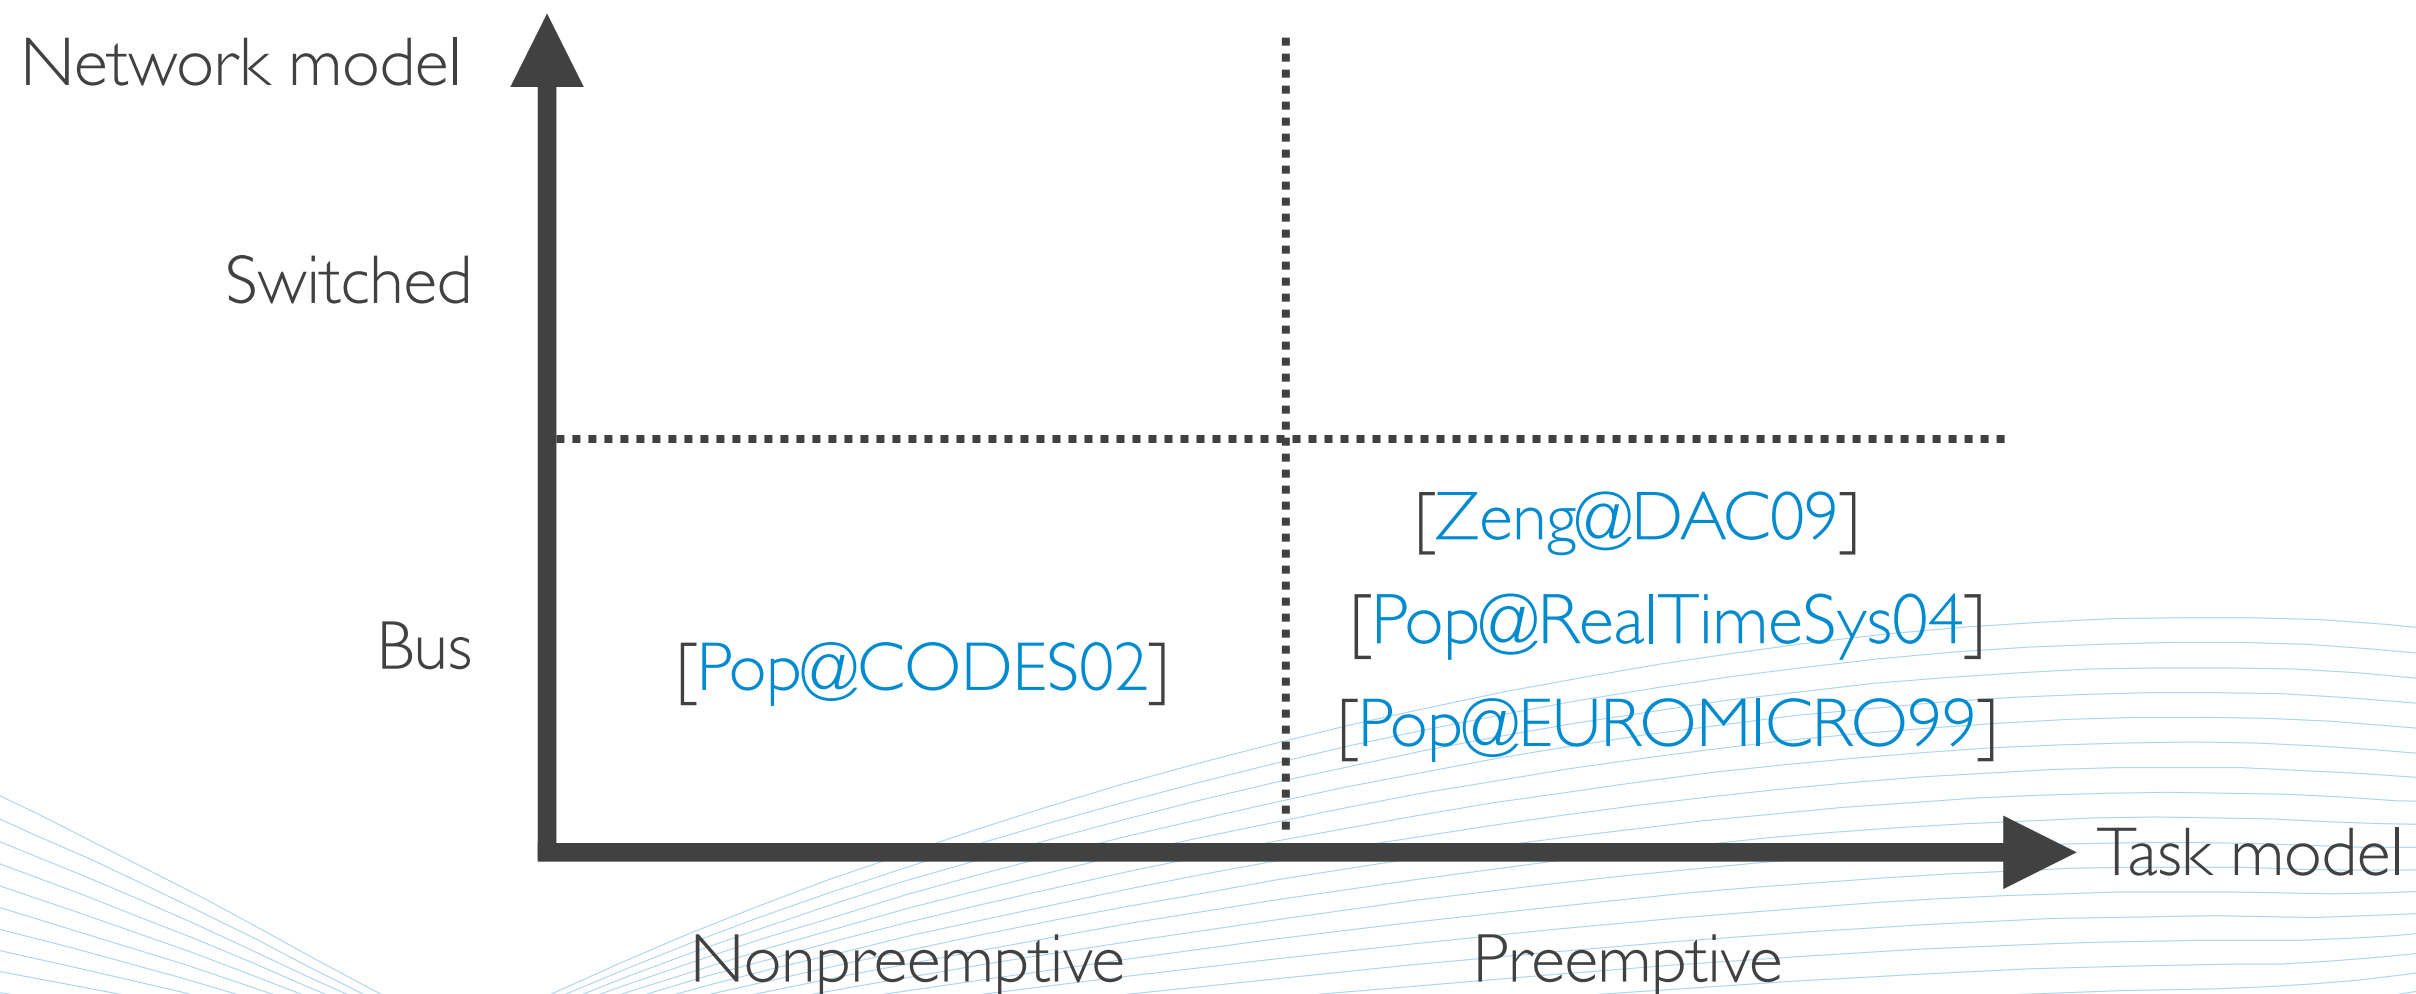 Network model
Switched
Bus
[Zeng@DAC09]
[Pop@RealTimeSys04]
[Pop@CODES02]
[Pop@EUROMICRO99]
Task model
Nonpreemptive
Preemptive